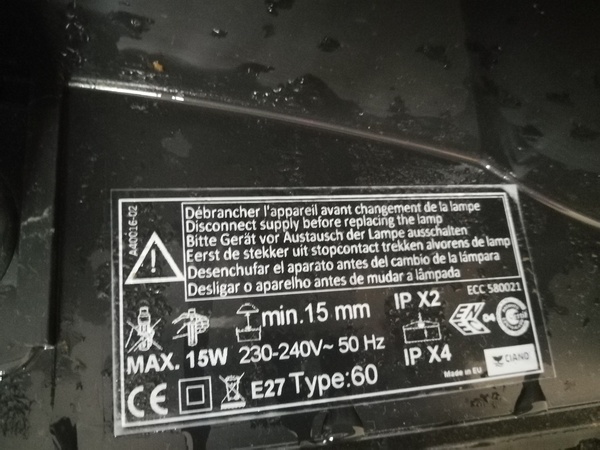 A40016-02
Débrancher l'appareil avant changement de la lampe
Disconnect supply before replacing the lamp
Bitte Gerät vor Austausch der Lampe ausschalten
Eerst de stekker uit stopcontact trekken alvorens de lamp
Desenchufar el aparato antes del cambio de la lámpara
Desligar o aparelho antes de mudar a lâmpada
ECC 580021
min.15 mm
IP X2
04
MAX. 15W 230-240V~ 50 Hz
IP X4
CIANO
Made in EU
CE
E27 Type:60